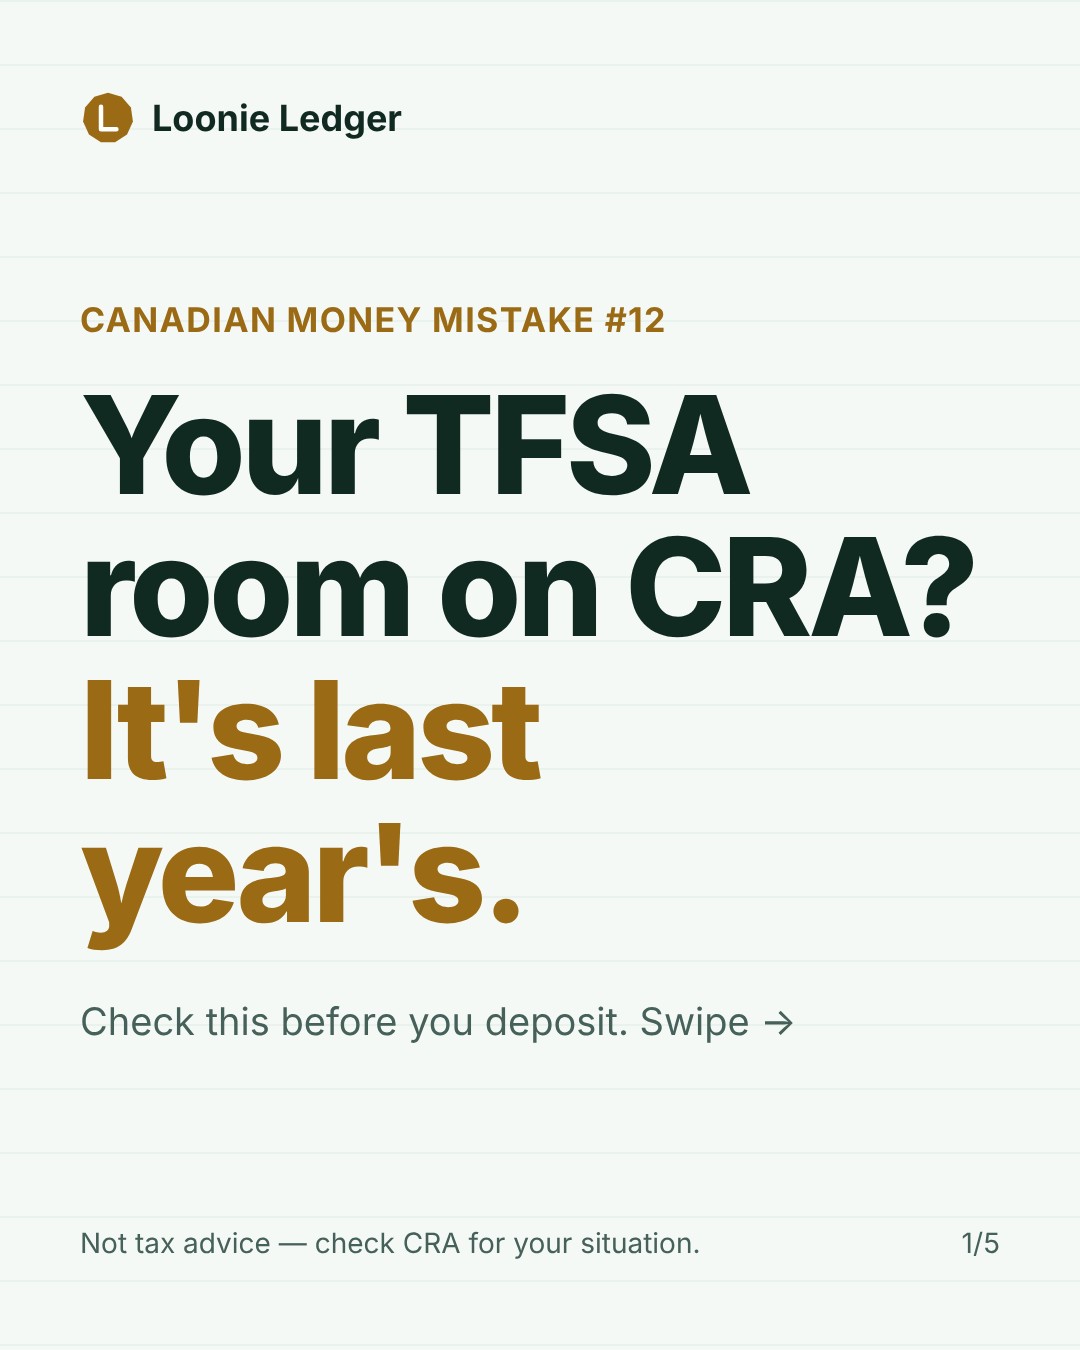 L
Loonie Ledger
CANADIAN MONEY MISTAKE #12
Your TFSA
room on CRA?
It's last
year's.
Check this before you deposit. Swipe →
Not tax advice — check CRA for your situation.
1/5